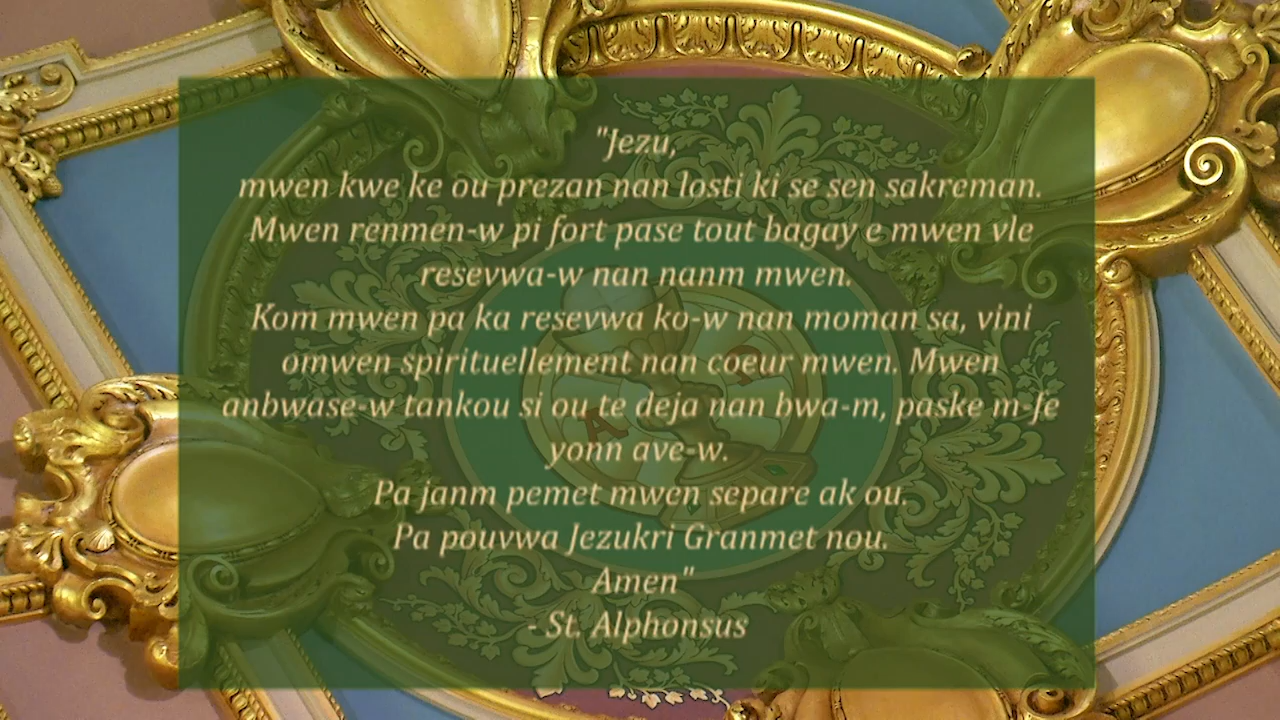 "Jezu,
mwen kwe ke ou prezan nan losti ki se sen sakreman.
Mwen renmen-w pi fort pase tout bagay e mwen vle
resevwa-w nan nanm mwen.
Kom mwen pa ka resevwa ko-w nan moman sa, vini
omwen spirituellement nan coeur mwen. Mwen
anbwase-w tankou si ou te deja nan bwa-m, paske m-fe
yonn ave-w.
Pa janm pemet mwen separe ak ou.
Pa pouvwa Jezukri Granmet nou.
Amen"
- St. Alphonsus